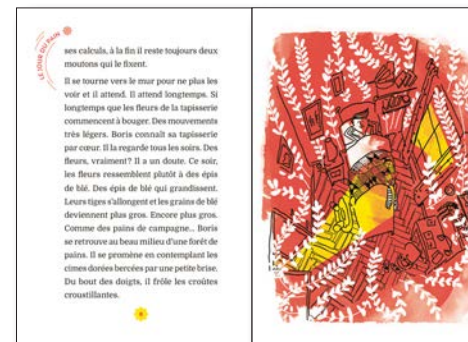 LE JOUR DU PAIN
ses calculs, à la fin il reste toujours deux
moutons qui le fixent.
Il se tourne vers le mur pour ne plus les
voir et il attend. Il attend longtemps. Si
longtemps que les fleurs de la tapisserie
commencent à bouger. Des mouvements
très légers. Boris connaît sa tapisserie
par cœur. Il la regarde tous les soirs. Des
fleurs, vraiment? Il a un doute. Ce soir,
les fleurs ressemblent plutôt à des épis
de blé. Des épis de blé qui grandissent.
Leurs tiges s'allongent et les grains de blé
deviennent plus gros. Encore plus gros.
Comme des pains de campagne... Boris
se retrouve au beau milieu d'une forêt de
pains. Il se promène en contemplant les
cimes dorées bercées par une petite brise.
Du bout des doigts, il frôle les croûtes
croustillantes.